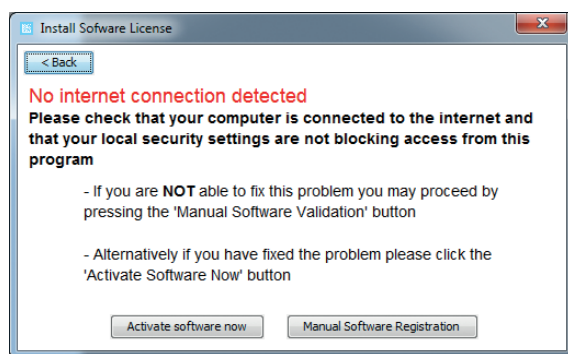 Install Sofware License
< Back
No internet connection detected
Please check that your computer is connected to the internet and
that your local security settings are not blocking access from this
program
- If you are NOT able to fix this problem you may proceed by
pressing the 'Manual Software Validation' button
- Alternatively if you have fixed the problem please click the
'Activate Software Now' button
Activate software now
Manual Software Registration